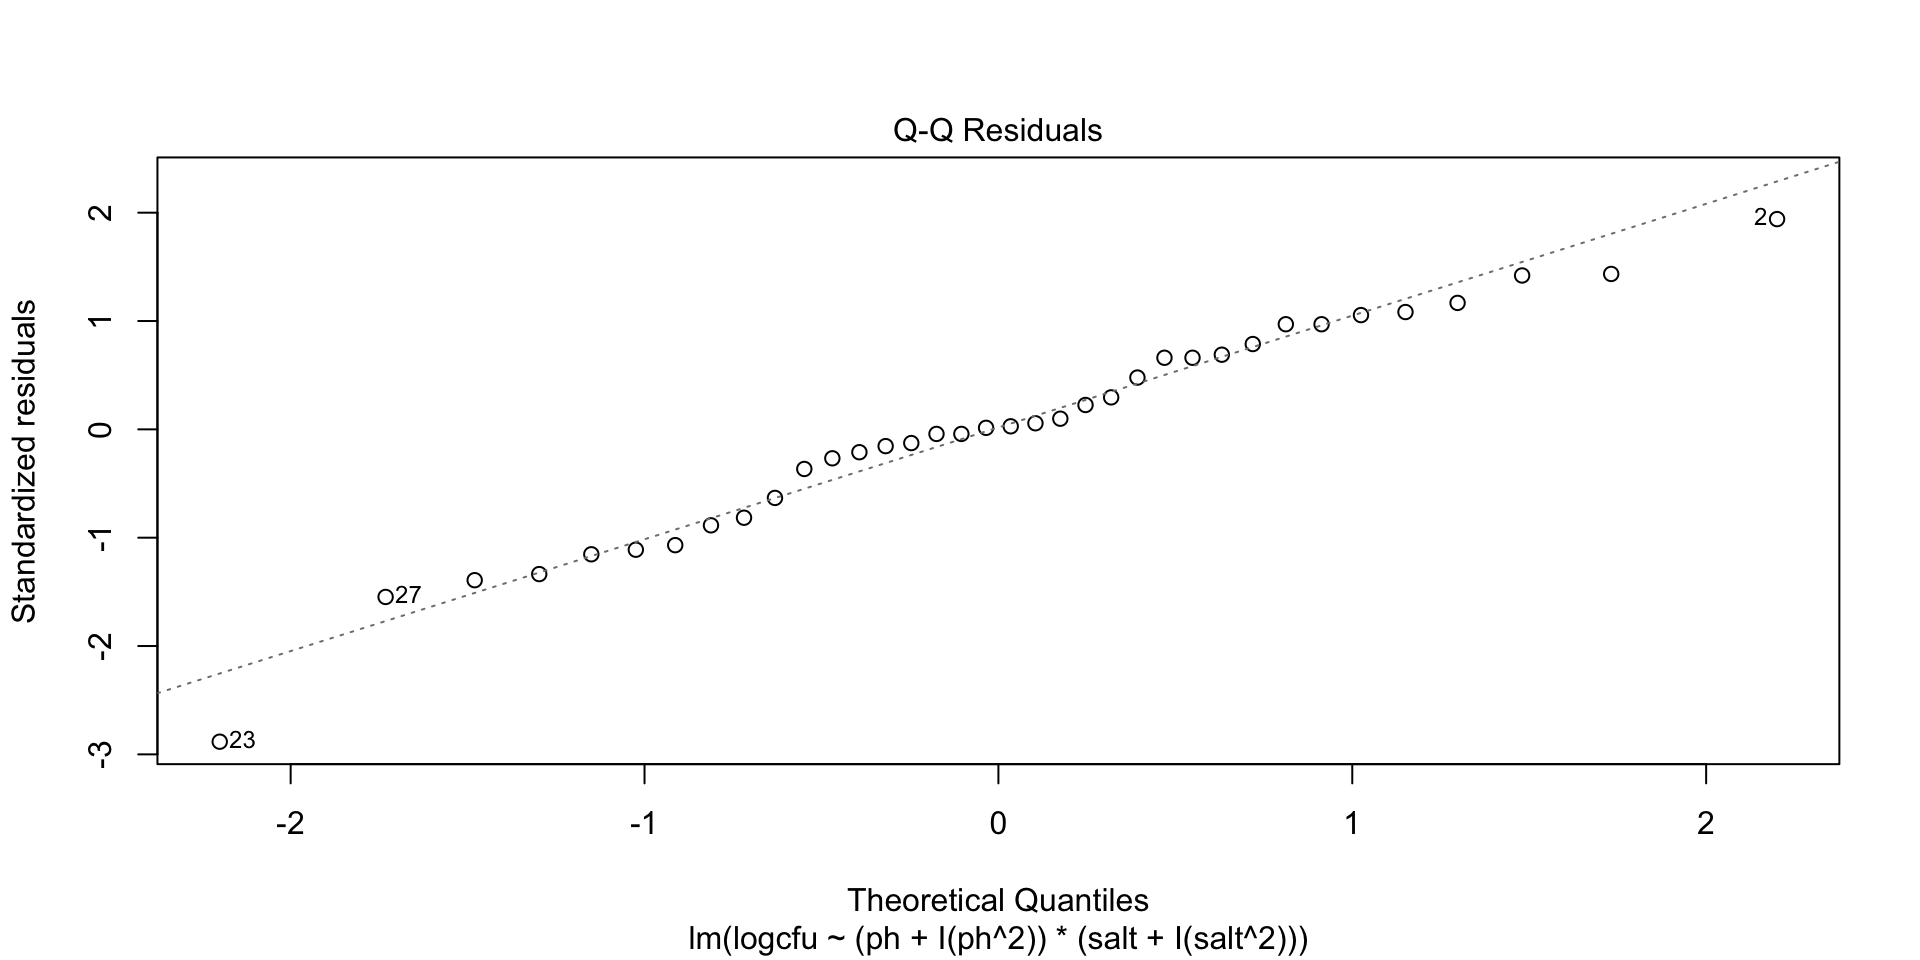 Q-Q Residuals
Standardized residuals
2
1
0
-1
-2
-3
2
27
23
-2 -1 0 1 2
Theoretical Quantiles
lm(logcfu ~ (ph + I(ph^2)) * (salt + I(salt^2)))